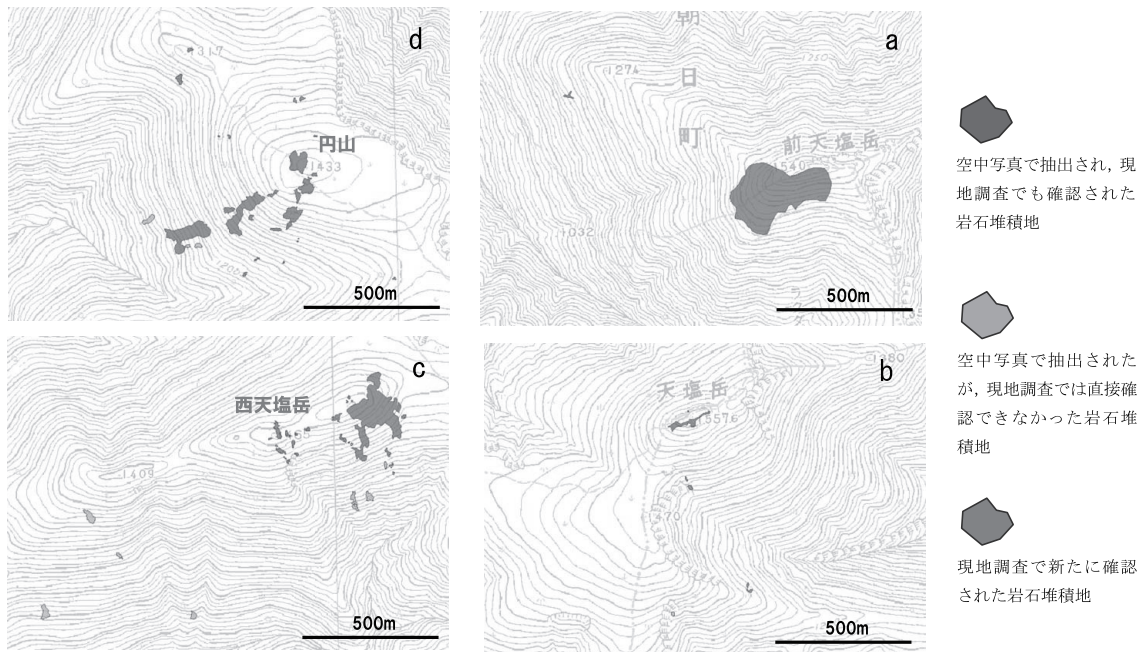 d
1317
円山
1433
500m
a
朝
日
町
1274
前天塩岳
1540
1032
500m
c
西天塩岳
1409
500m
b
天塩岳
500m
空中写真で抽出され，現
地調査でも確認された
岩石堆積地
空中写真で抽出された
が，現地調査では直接確
認できなかった岩石堆
積地
現地調査で新たに確認
された岩石堆積地